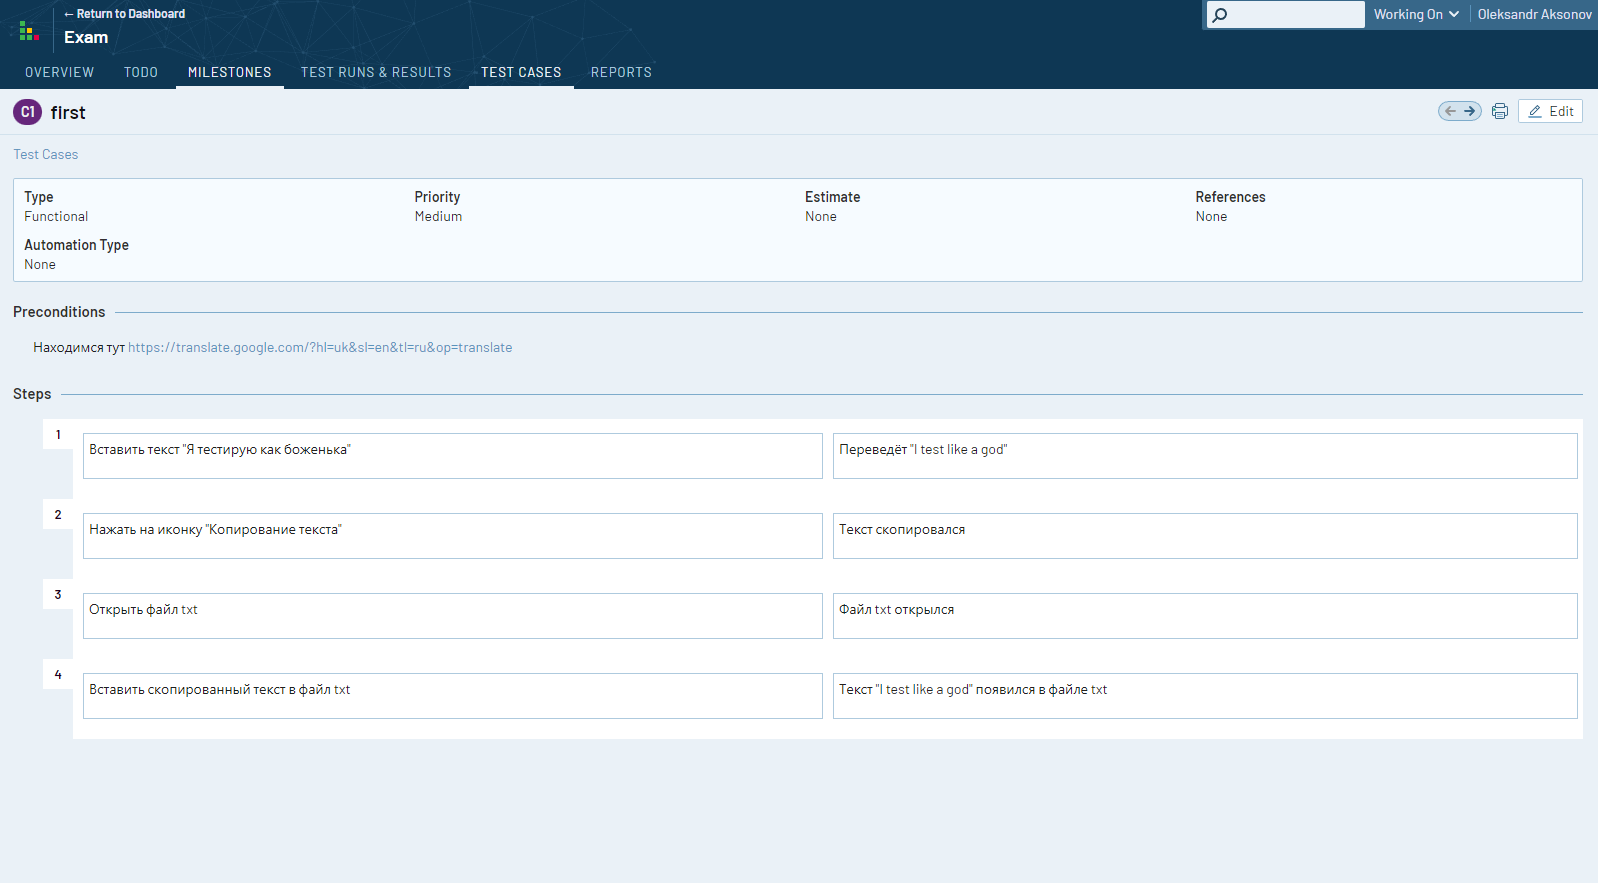 ← Return to Dashboard
Exam
Working On
Oleksandr Aksonov
OVERVIEW TODO MILESTONES TEST RUNS & RESULTS TEST CASES REPORTS
C1 first
Edit
Test Cases
Type Priority Estimate References
Functional Medium None None
Automation Type
None
Preconditions
Находимся тут https://translate.google.com/?hl=uk&sl=en&tl=ru&op=translate
Steps
1
Вставить текст "Я тестирую как боженька"
Переведёт "I test like a god"
2
Нажать на иконку "Копирование текста"
Текст скопировался
3
Открыть файл txt
Файл txt открылся
4
Вставить скопированный текст в файл txt
Текст "I test like a god" появился в файле txt